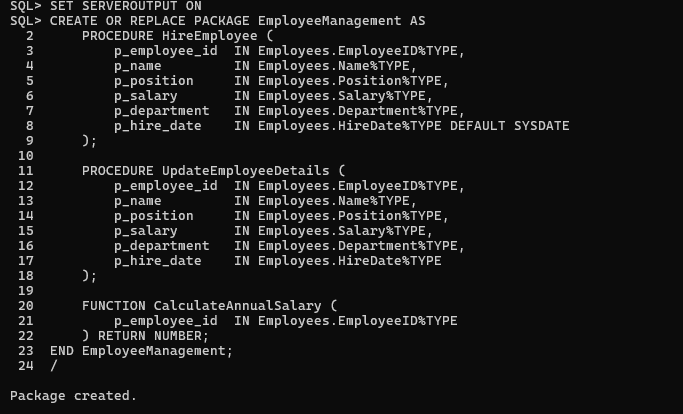 SQL> SET SERVEROUTPUT ON
SQL> CREATE OR REPLACE PACKAGE EmployeeManagement AS
  2      PROCEDURE HireEmployee (
  3          p_employee_id  IN Employees.EmployeeID%TYPE,
  4          p_name         IN Employees.Name%TYPE,
  5          p_position     IN Employees.Position%TYPE,
  6          p_salary       IN Employees.Salary%TYPE,
  7          p_department   IN Employees.Department%TYPE,
  8          p_hire_date    IN Employees.HireDate%TYPE DEFAULT SYSDATE
  9      );
 10
 11      PROCEDURE UpdateEmployeeDetails (
 12          p_employee_id  IN Employees.EmployeeID%TYPE,
 13          p_name         IN Employees.Name%TYPE,
 14          p_position     IN Employees.Position%TYPE,
 15          p_salary       IN Employees.Salary%TYPE,
 16          p_department   IN Employees.Department%TYPE,
 17          p_hire_date    IN Employees.HireDate%TYPE
 18      );
 19
 20      FUNCTION CalculateAnnualSalary (
 21          p_employee_id  IN Employees.EmployeeID%TYPE
 22      ) RETURN NUMBER;
 23  END EmployeeManagement;
 24  /

Package created.